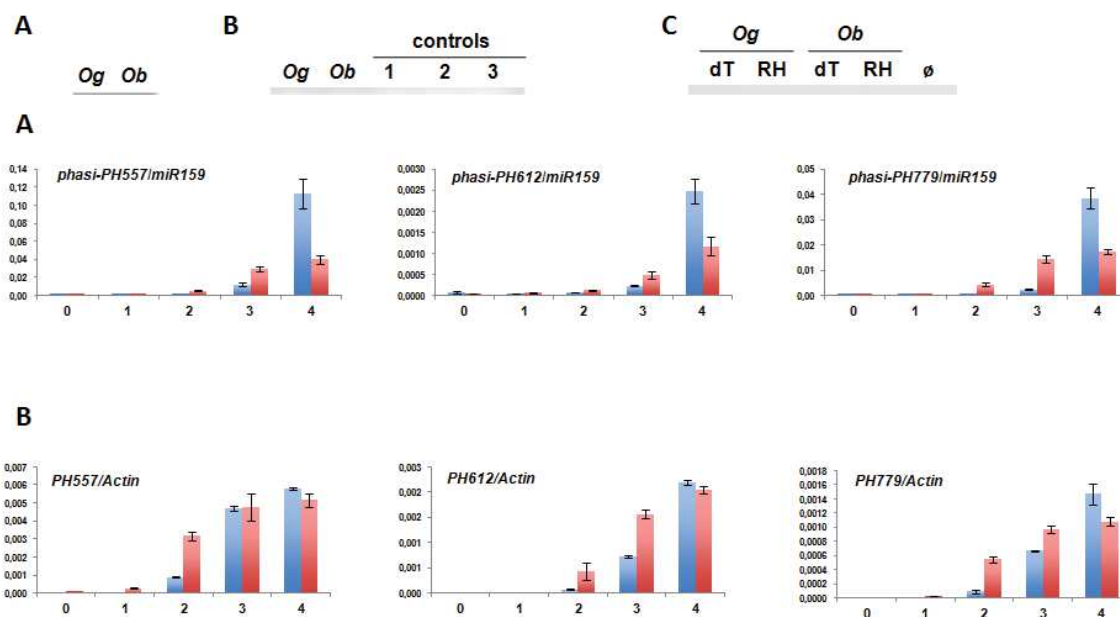 A B C
controls
Og Ob
Og Ob 1 2 3
Og Ob
dT RH dT RH ø
A
phasi-PH557/miR159
0,14
0,12
0,10
0,08
0,06
0,04
0,02
0,00
0 1 2 3 4
phasi-PH612/miR159
0,0030
0,0025
0,0020
0,0015
0,0010
0,0005
0,0000
0 1 2 3 4
phasi-PH779/miR159
0,05
0,04
0,03
0,02
0,01
0,00
0 1 2 3 4
B
PH557/Actin
0,007
0,006
0,005
0,004
0,003
0,002
0,001
0,000
0 1 2 3 4
PH612/Actin
0,003
0,002
0,002
0,001
0,001
0,000
0 1 2 3 4
PH779/Actin
0,0018
0,0016
0,0014
0,0012
0,0010
0,0008
0,0006
0,0004
0,0002
0,0000
0 1 2 3 4